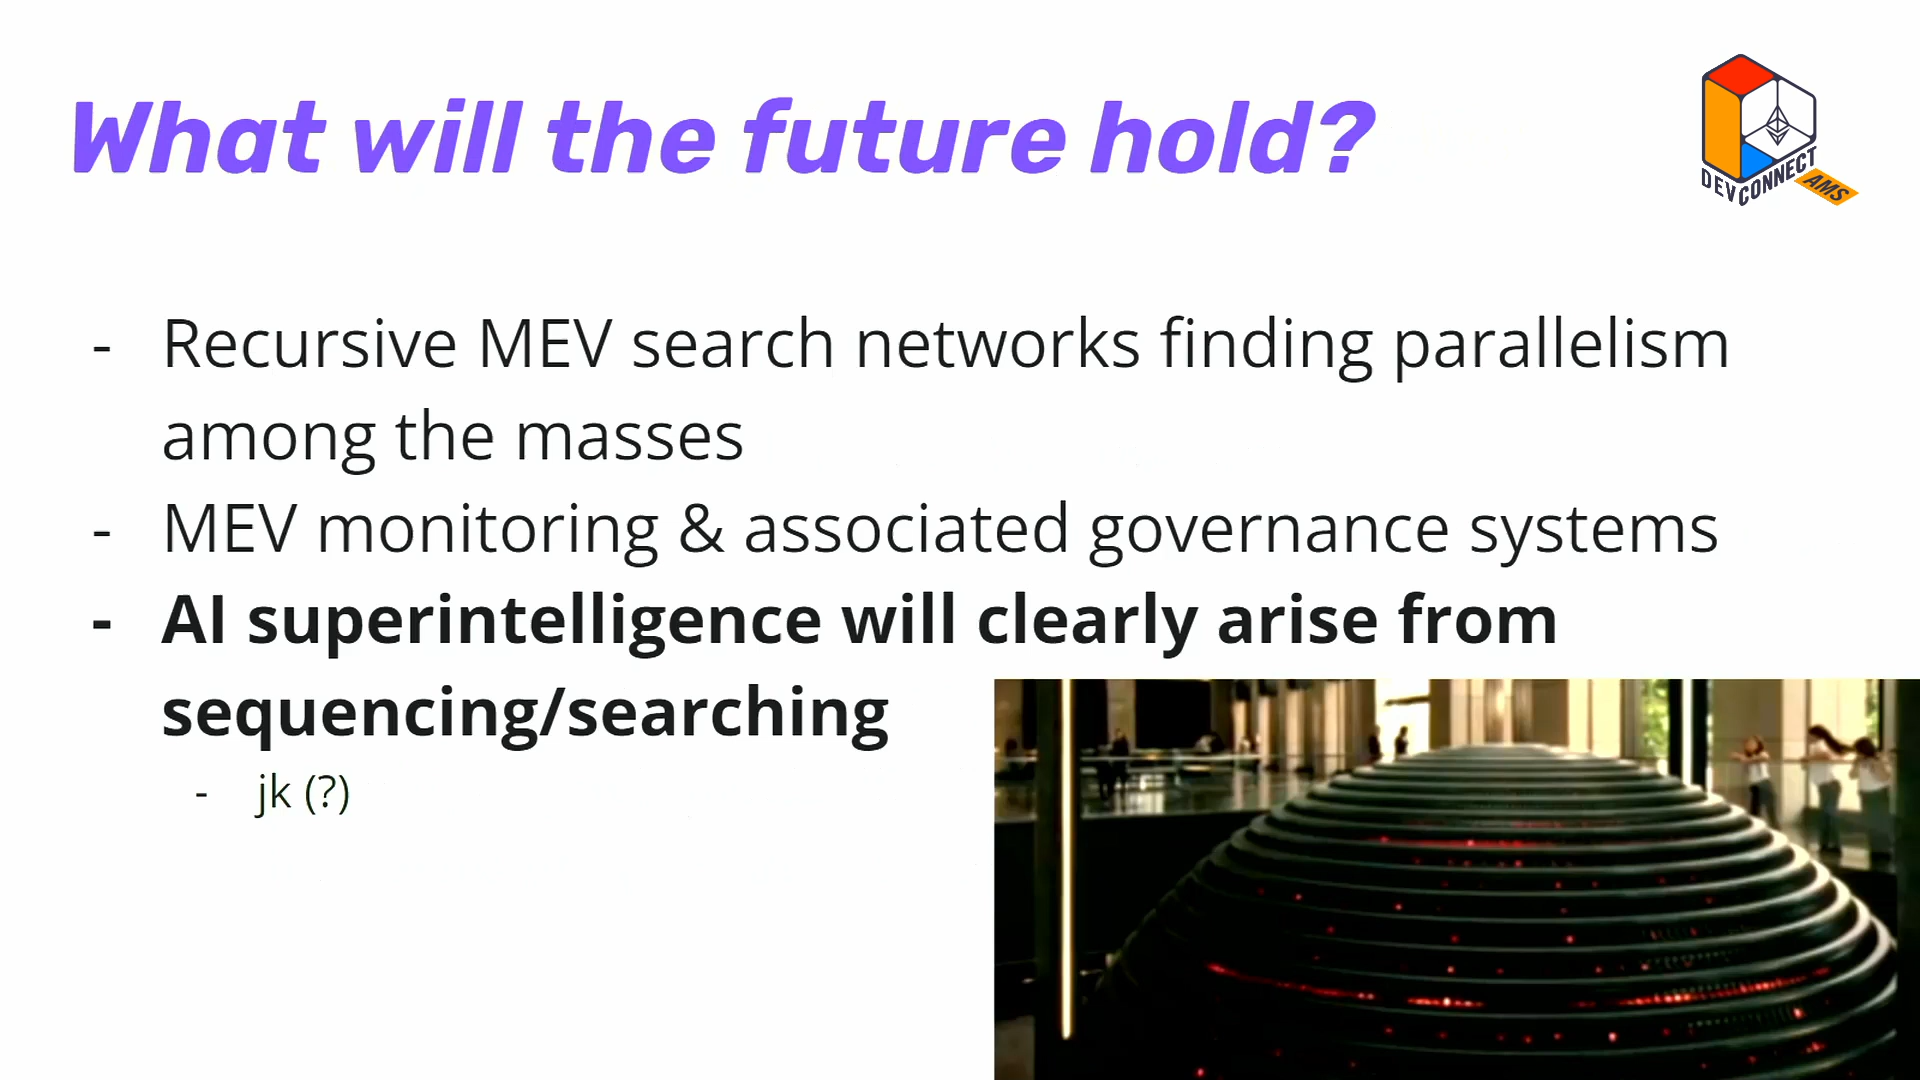 What will the future hold?
DEVCONNECT
AMS
- Recursive MEV search networks finding parallelism
among the masses
- MEV monitoring & associated governance systems
- AI superintelligence will clearly arise from
sequencing/searching
- jk (?)